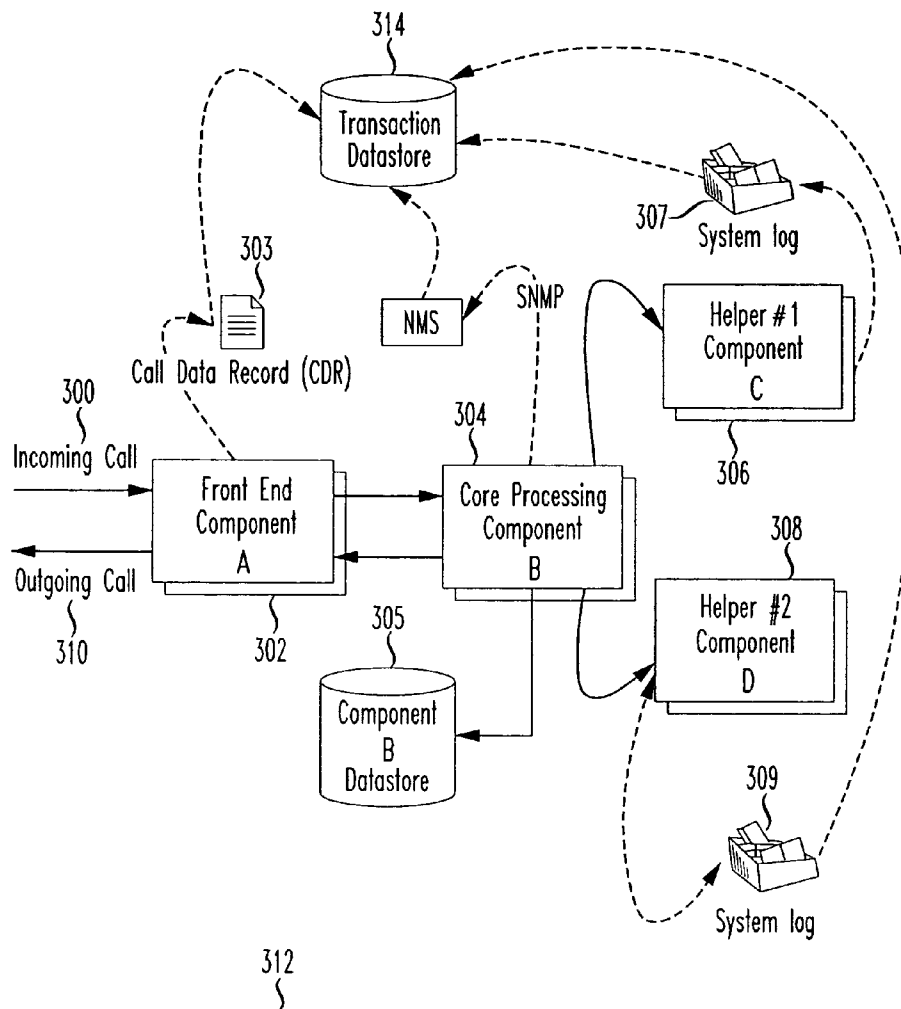 314
Transaction
Datastore
307
System log
303
Call Data Record (CDR)
NMS
SNMP
Helper #1
Component
C
306
300
Incoming Call
Front End
Component
A
302
304
Core Processing
Component
B
Outgoing Call
310
305
Component
B
Datastore
308
Helper #2
Component
D
309
System log
312